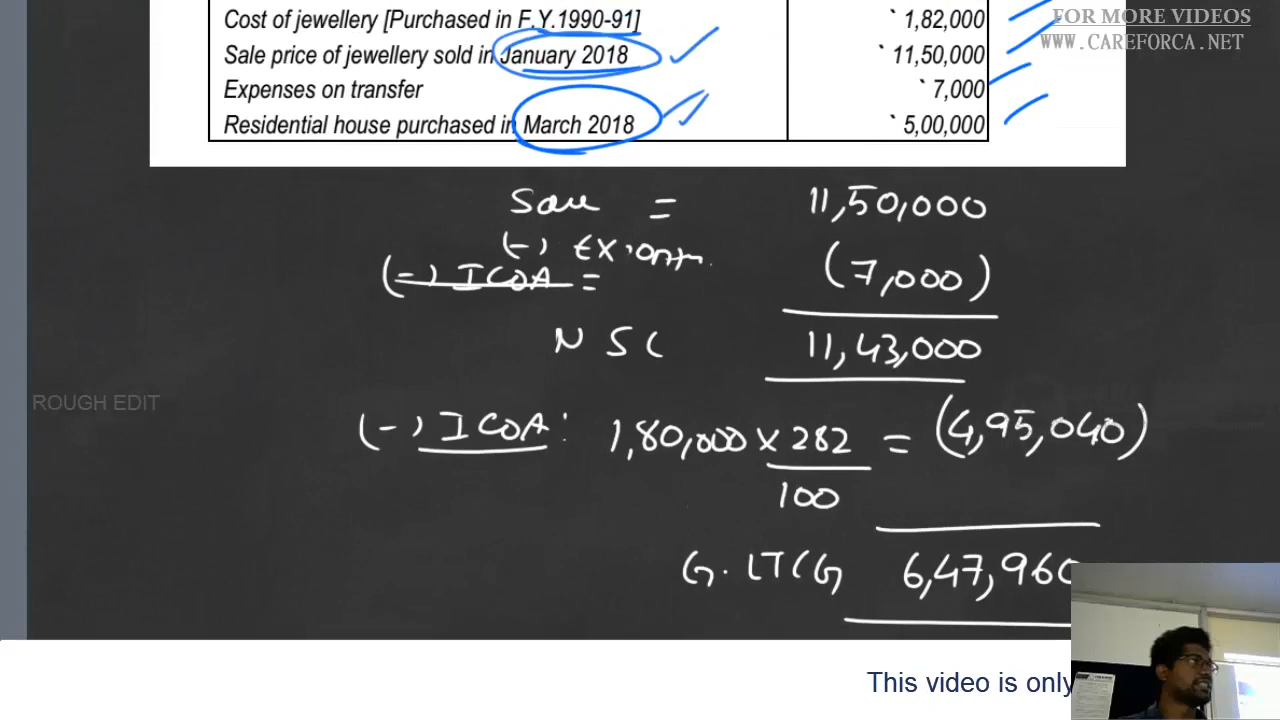 Cost of jewellery [Purchased in F.Y.1990-91] ` 1,82,000
FOR MORE VIDEOS
WWW. CAREFORCA.NET
Sale price of jewellery sold in January 2018 ` 11,50,000
Expenses on transfer ` 7,000
Residential house purchased in March 2018 ` 5,00,000
= 11,50,000
(-)
(-) ICOA = (7,000)
N S C 11,43,000
ROUGH EDIT
(-) ICOA : 1,80,000 × 282 = (4,95,040)
100
G. LTCG 6,47,960
This video is only